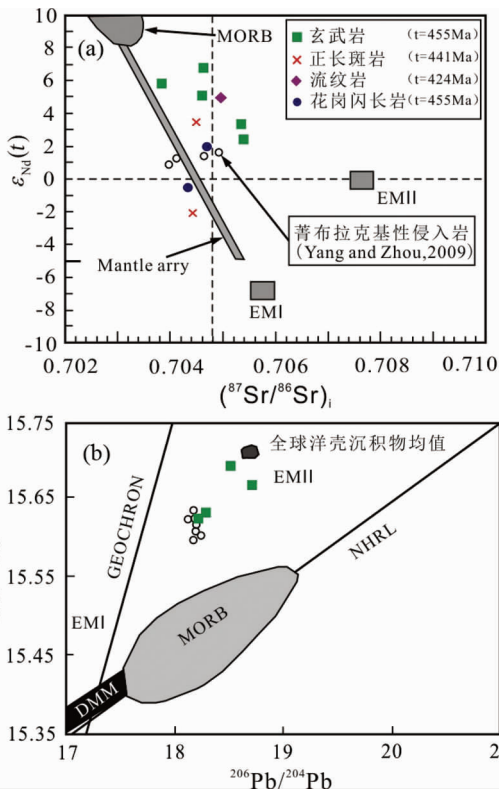 (a)
MORB
玄武岩 (t=455Ma)
正长斑岩 (t=441Ma)
流纹岩 (t=424Ma)
花岗闪长岩 (t=455Ma)
εNd(t)
10
8
6
4
2
0
-2
-4
-6
-8
-10
EMII
菁布拉克基性侵入岩
(Yang and Zhou,2009)
Mantle arry
EMI
0.702 0.704 0.706 0.708 0.710
(87Sr/86Sr)i
15.75
15.65
15.55
15.45
15.35
(b)
全球洋壳沉积物均值
EMII
GEOCHRON
NHRL
EMI
MORB
DMM
17 18 19 20 2
206Pb/204Pb